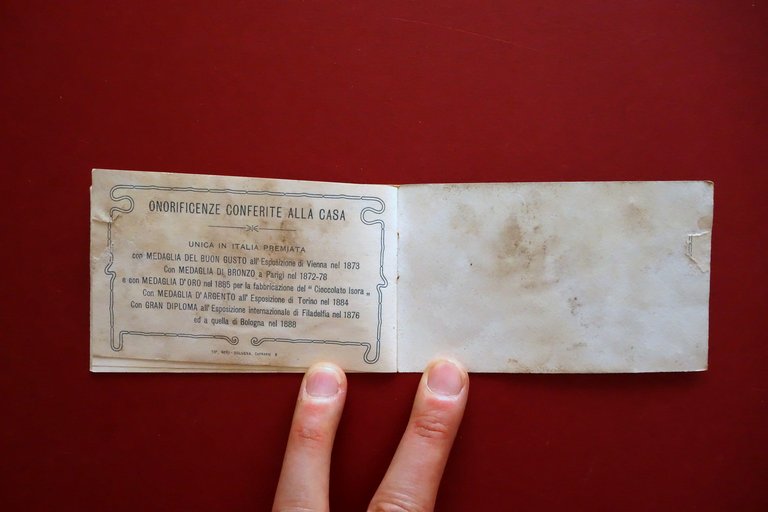 ONORIFICENZE CONFERITE ALLA CASA
UNICA IN ITALIA PREMIATA
con MEDAGLIA DEL BUON GUSTO all' Esposizione di Vienna nel 1873
Con MEDAGLIA DI BRONZO a Parigi nel 1872-78
e con MEDAGLIA D'ORO nel 1885 per la fabbricazione del " Cioccolato Isora „
Con MEDAGLIA D'ARGENTO all' Esposizione di Torino nel 1884
Con GRAN DIPLOMA all' Esposizione internazionale di Filadelfia nel 1876
ed a quella di Bologna nel 1888
TIP. NERI - BOLOGNA,